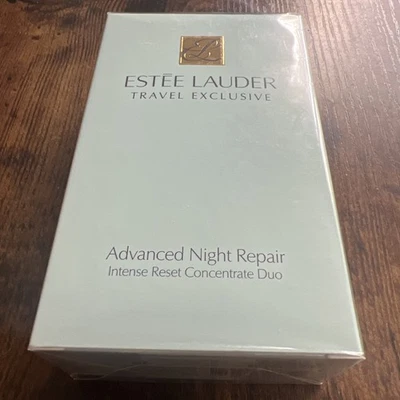 ESTĒE LAUDER
TRAVEL EXCLUSIVE
Advanced Night Repair
Intense Reset Concentrate Duo